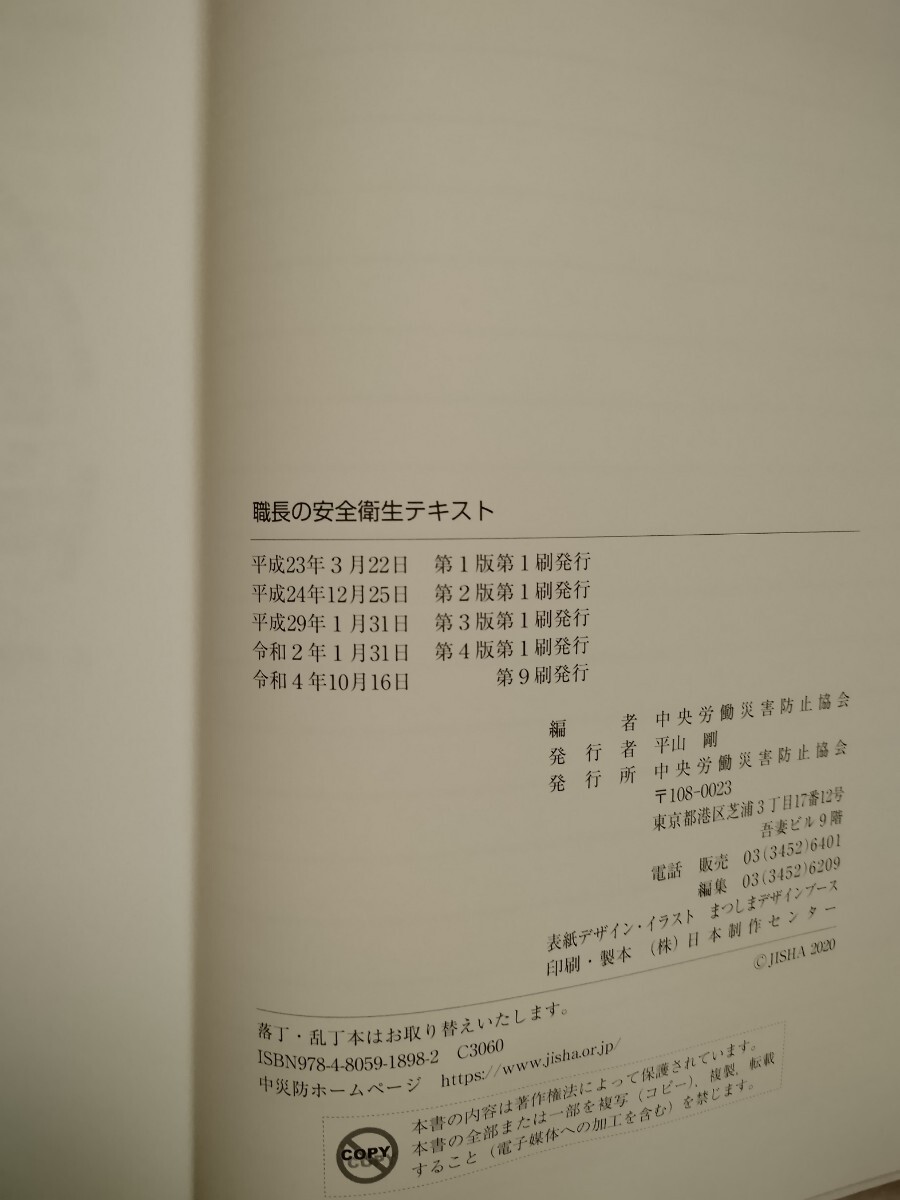 職長の安全衛生テキスト
平成23年3月22日 第1版第1刷発行
平成24年12月25日 第2版第1刷発行
平成29年1月31日 第3版第1刷発行
令和2年1月31日 第4版第1刷発行
令和4年10月16日 第9刷発行
編者 中央労働災害防止協会
発行者 平山 剛
発行所 中央労働災害防止協会
〒108-0023
東京都港区芝浦3丁目17番12号
吾妻ビル9階
電話 販売 03(3452)6401
編集 03(3452)6209
表紙デザイン・イラスト まつしまデザインブース
印刷・製本 (株)日本制作センター
©JISHA 2020
落丁・乱丁本はお取り替えいたします。
ISBN978-4-8059-1898-2 C3060
中災防ホームページ https://www.jisha.or.jp/
本書の内容は著作権法によって保護されています。
本書の全部または一部を複写(コピー)、複製、転載
すること(電子媒体への加工を含む)を禁じます。
COPY
COPY